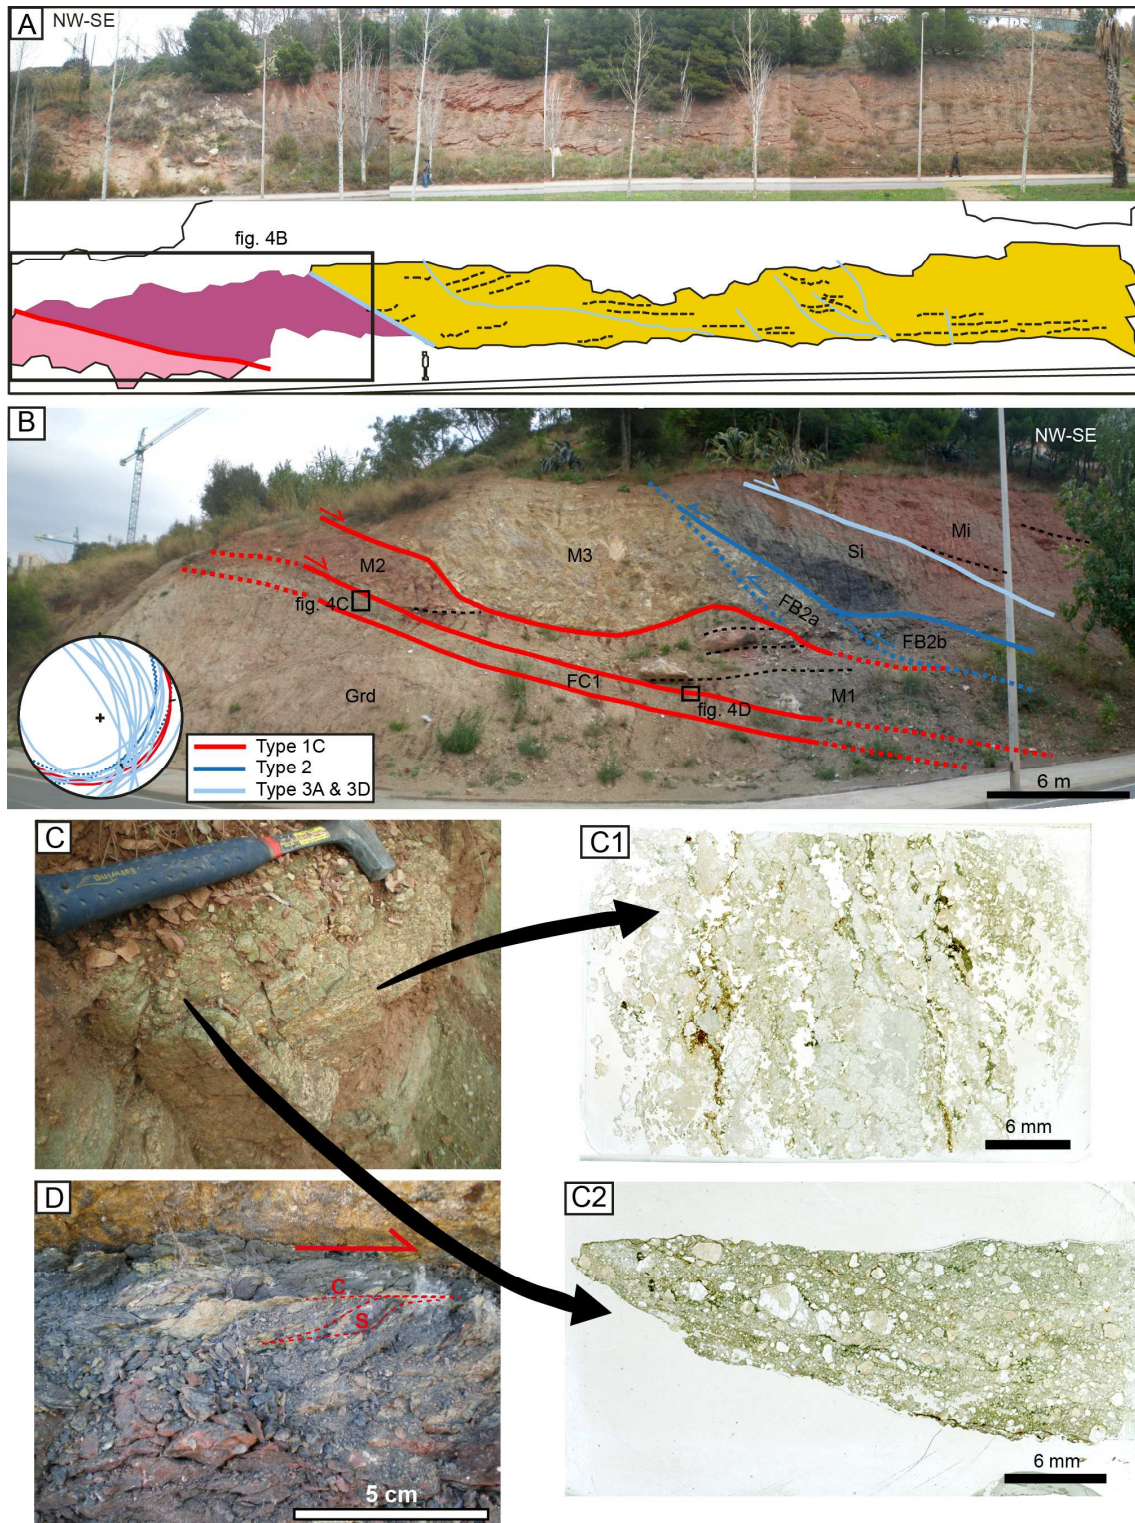 A
NW-SE
fig. 4B
B
NW-SE
Mi
Si
M3
M2
fig. 4C
FB2a
FB2b
FC1
Grd
M1
fig. 4D
Type 1C
Type 2
Type 3A & 3D
6 m
C
Estwing
C1
6 mm
D
C
S
5 cm
C2
6 mm